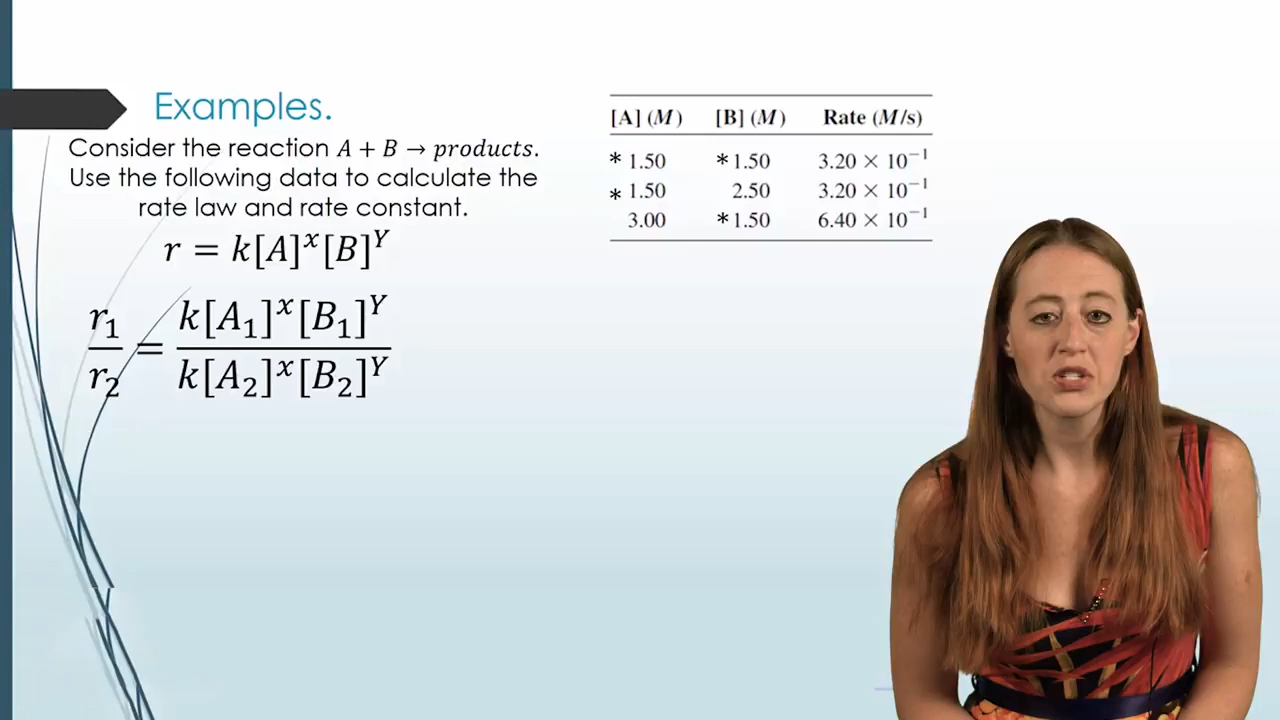 Examples.
Consider the reaction A + B → products.
Use the following data to calculate the
rate law and rate constant.
r = k[A]^x[B]^Y
r₁/r₂ = k[A₁]^x[B₁]^Y / k[A₂]^x[B₂]^Y
[A] (M) [B] (M) Rate (M/s)
* 1.50 * 1.50 3.20 × 10⁻¹
* 1.50 2.50 3.20 × 10⁻¹
3.00 * 1.50 6.40 × 10⁻¹